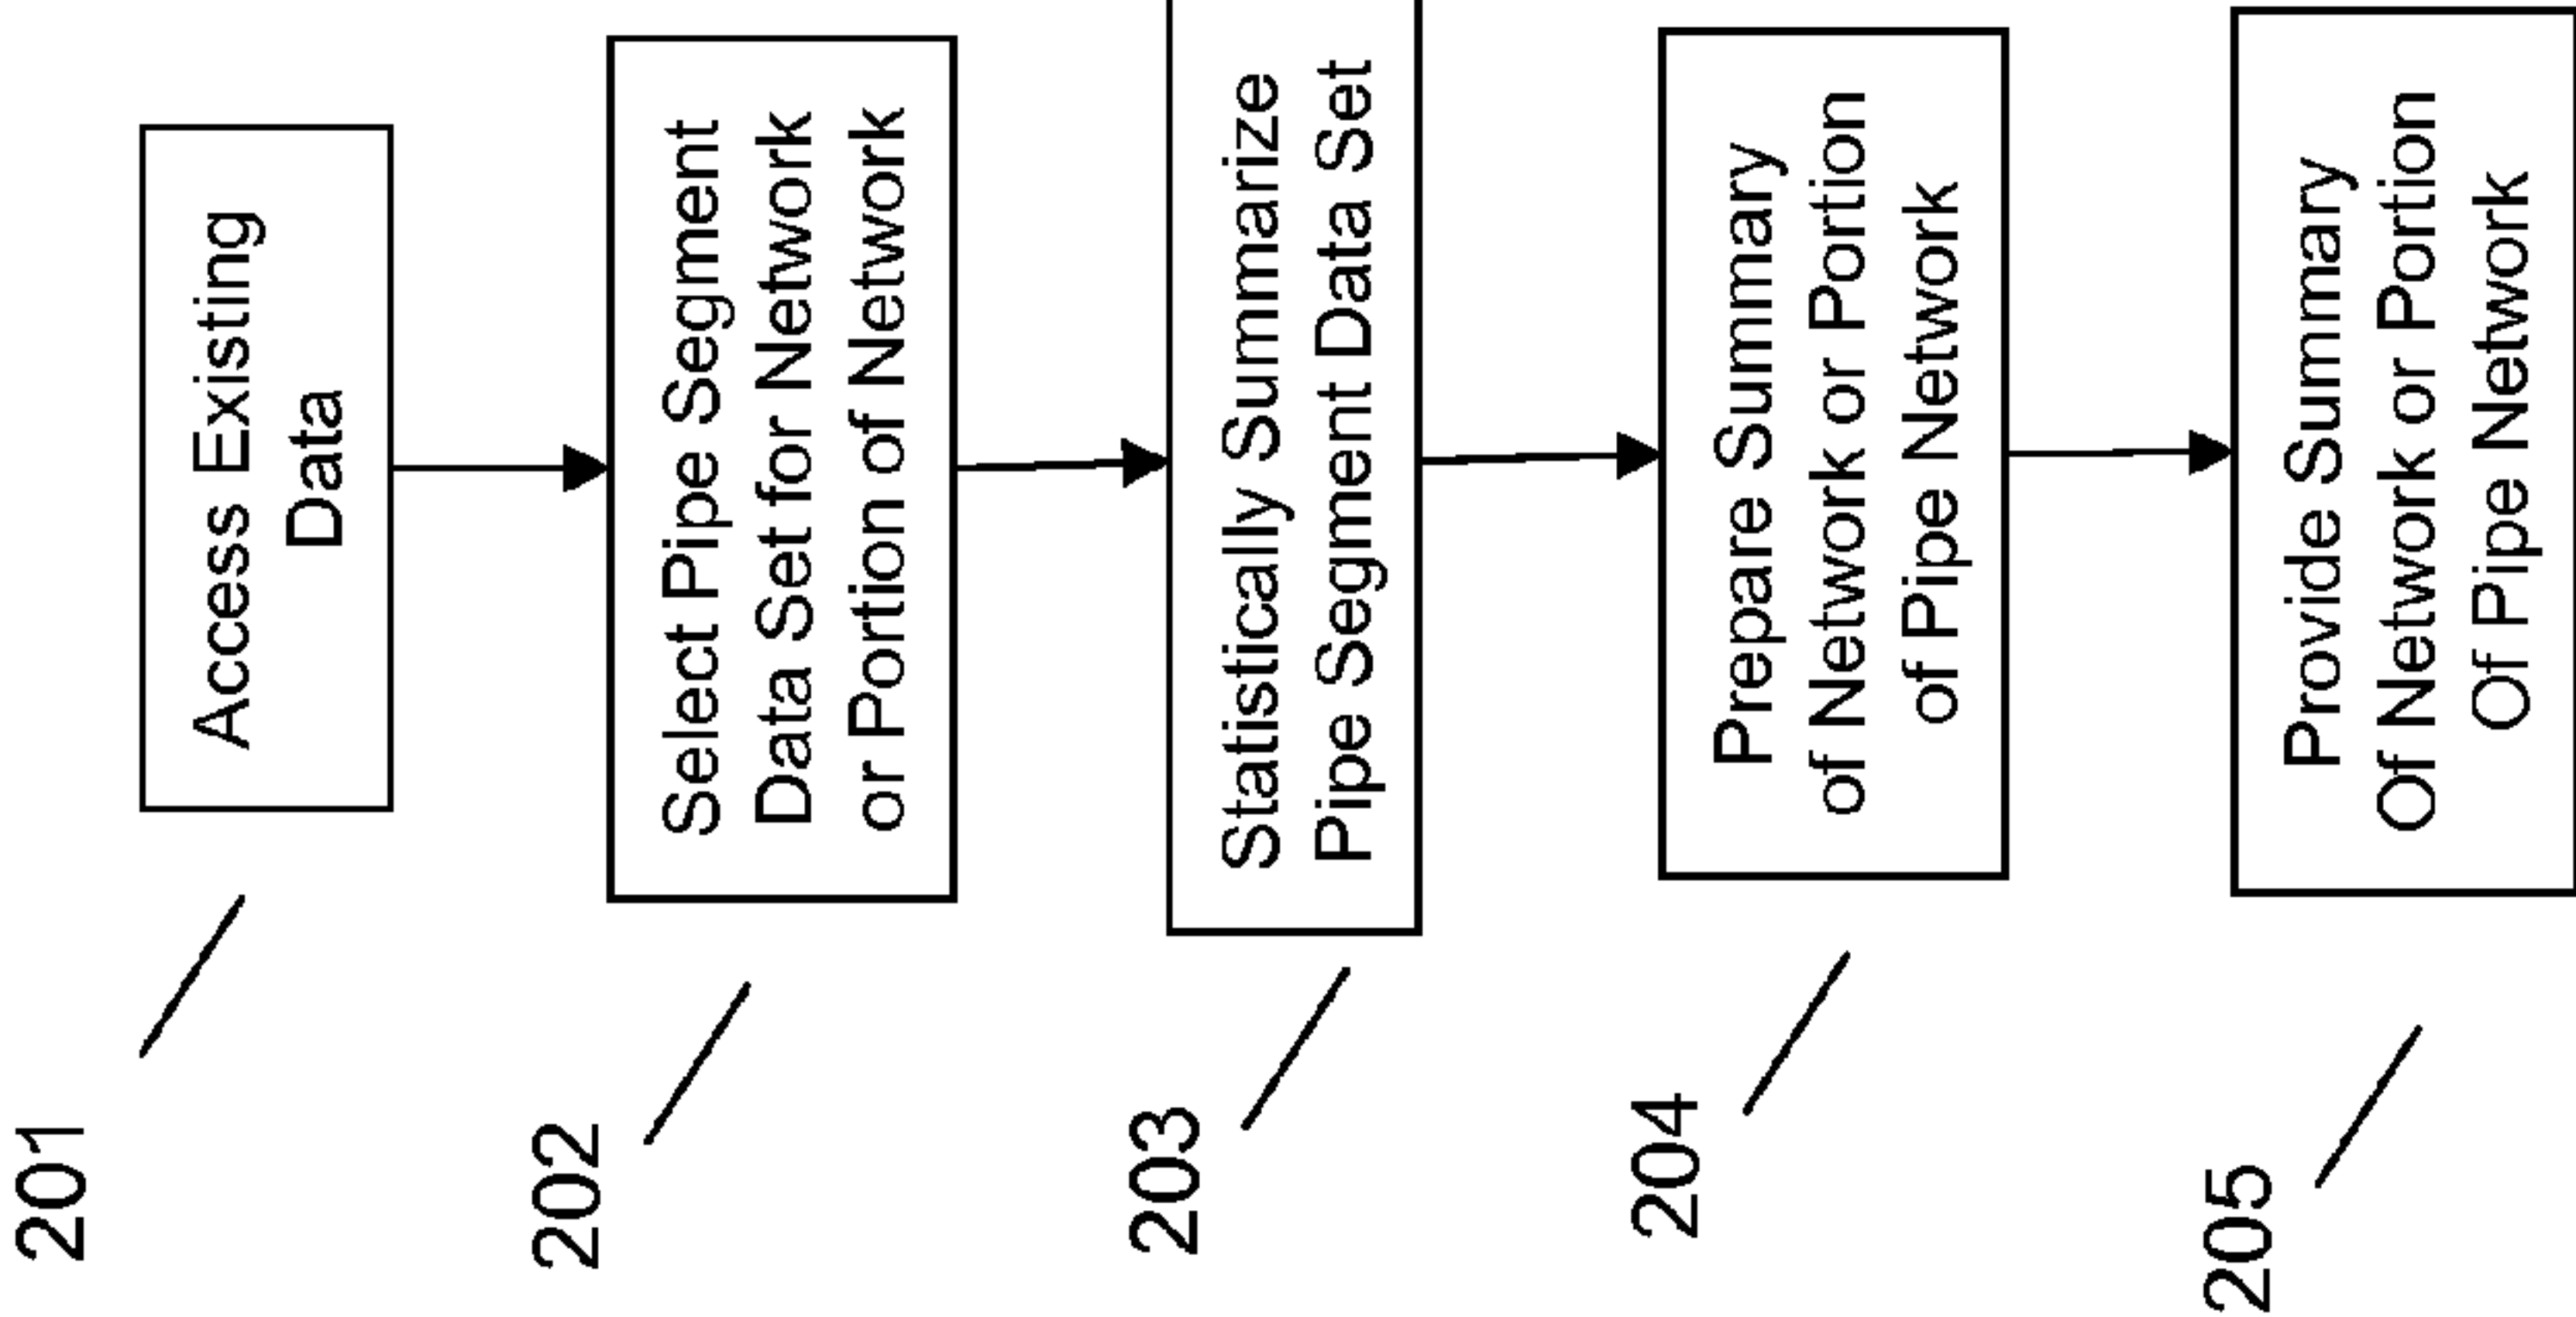 201
Access Existing
Data
202
Select Pipe Segment
Data Set for Network
or Portion of Network
203
Statistically Summarize
Pipe Segment Data Set
204
Prepare Summary
of Network or Portion
of Pipe Network
205
Provide Summary
Of Network or Portion
Of Pipe Network